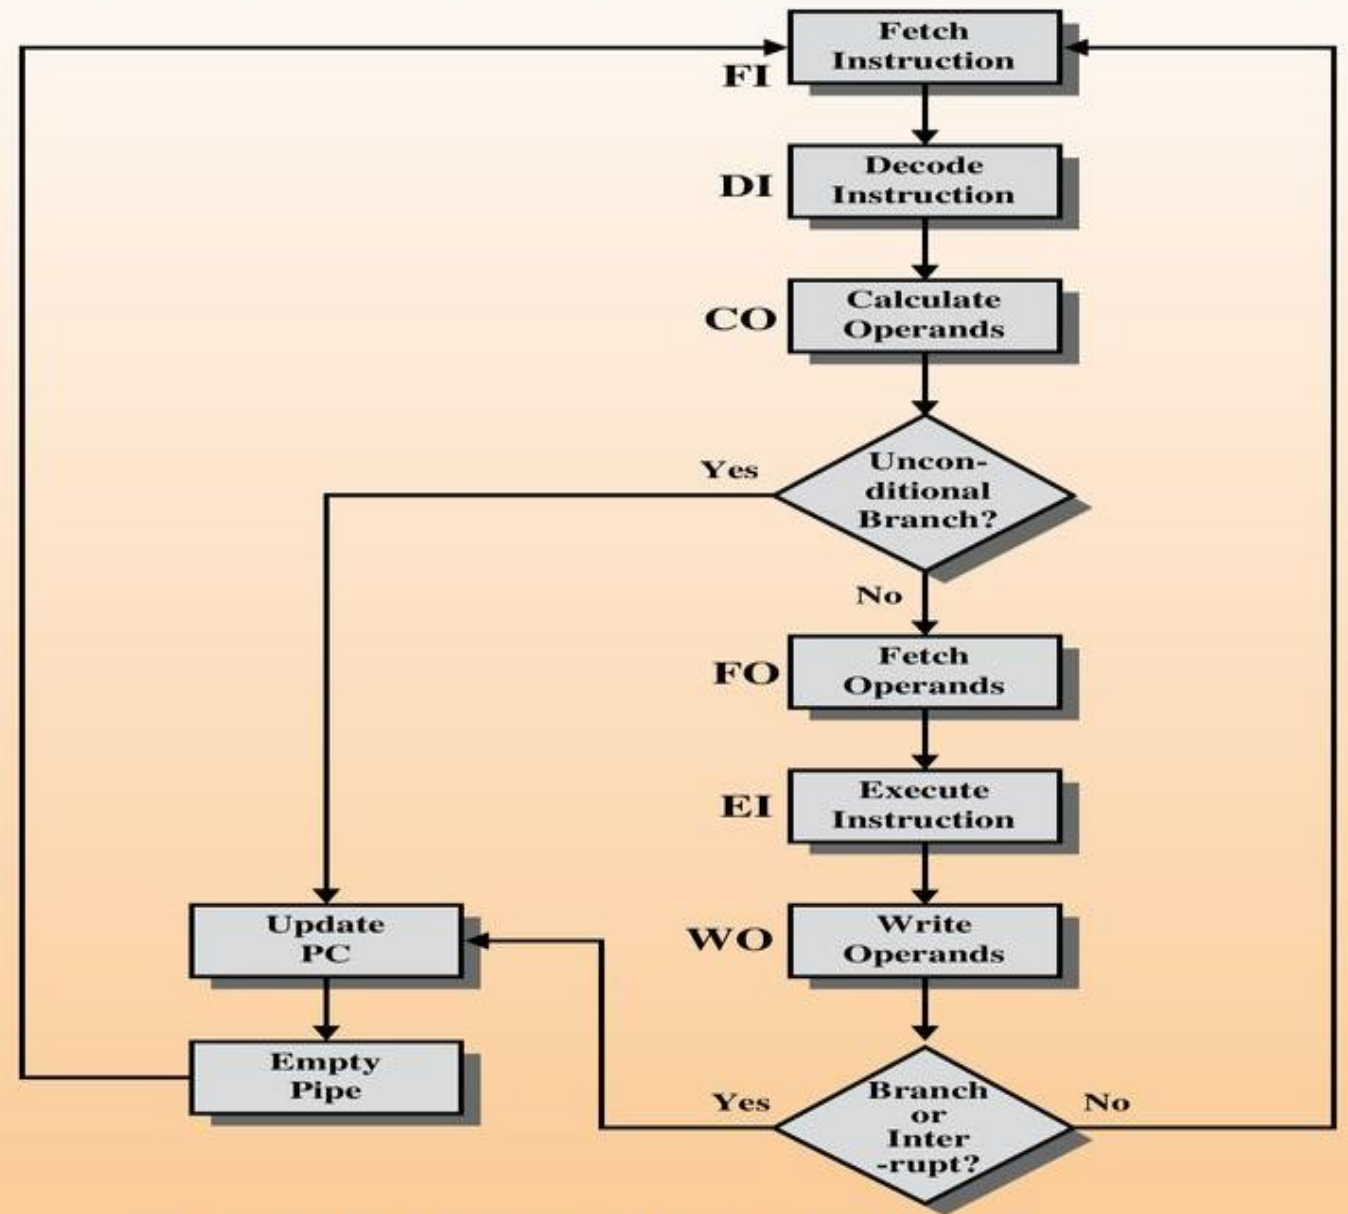 Fetch
Instruction
FI
Decode
Instruction
DI
Calculate
Operands
CO
Uncon-
ditional
Branch?
Yes
No
Fetch
Operands
FO
Execute
Instruction
EI
Update
PC
WO
Write
Operands
Empty
Pipe
Yes
Branch
or
Inter
-rupt?
No